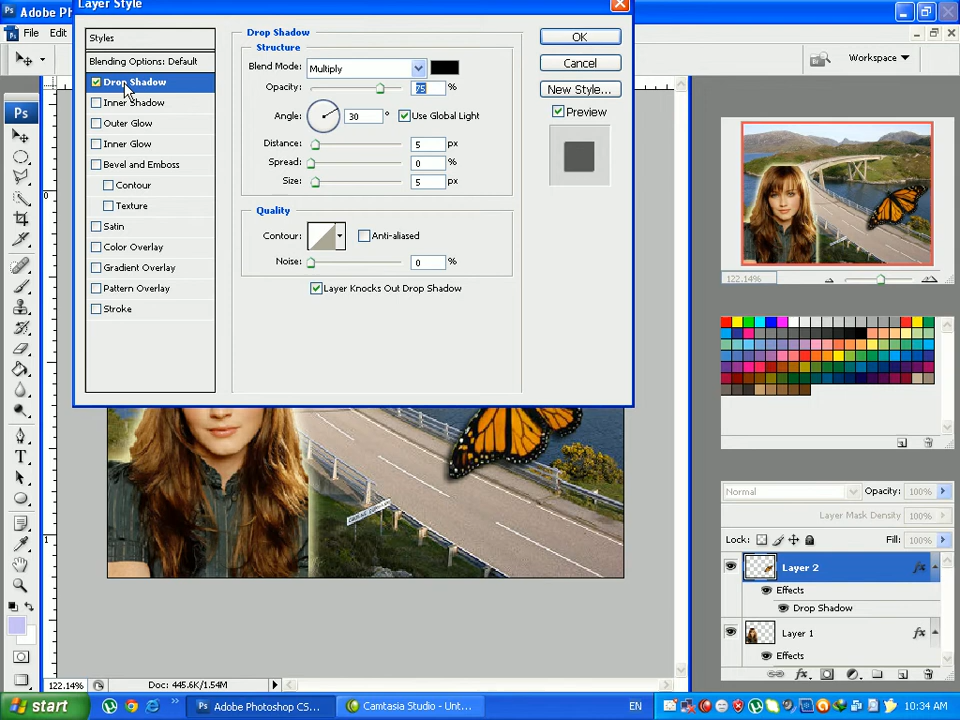 Adobe Ph
Layer Style
File
Edit
Workspace
Ps
Styles
Blending Options: Default
Drop Shadow
Inner Shadow
Outer Glow
Inner Glow
Bevel and Emboss
Contour
Texture
Satin
Color Overlay
Gradient Overlay
Pattern Overlay
Stroke
Drop Shadow
Structure
Blend Mode: Multiply
Opacity: 75 %
Angle: 30 ° Use Global Light
Distance: 5 px
Spread: 0 %
Size: 5 px
Quality
Contour: Anti-aliased
Noise: 0 %
Layer Knocks Out Drop Shadow
OK
Cancel
New Style...
Preview
122.14%
Normal Opacity: 100%
Layer Mask Density: 100%
Lock: Fill: 100%
Layer 2 fx
Effects
Drop Shadow
Layer 1 fx
Effects
122.14% Doc: 445.6K/1.54M
start
Adobe Photoshop CS...
Camtasia Studio - Unt...
EN
10:34 AM